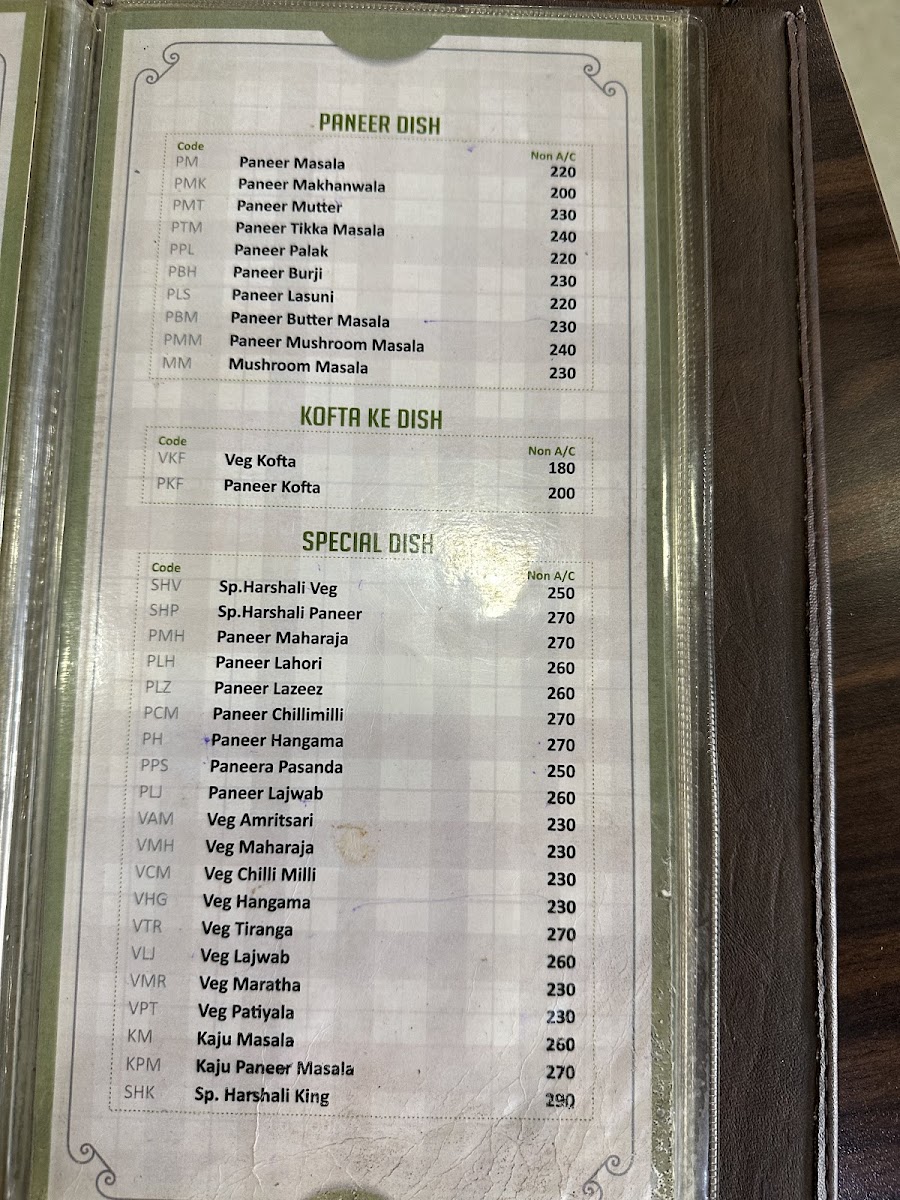 PANEER DISH
Code Non A/C
PM Paneer Masala 220
PMK Paneer Makhanwala 200
PMT Paneer Mutter 230
PTM Paneer Tikka Masala 240
PPL Paneer Palak 220
PBH Paneer Burji 230
PLS Paneer Lasuni 220
PBM Paneer Butter Masala 230
PMM Paneer Mushroom Masala 240
MM Mushroom Masala 230
KOFTA KE DISH
Code Non A/C
VKF Veg Kofta 180
PKF Paneer Kofta 200
SPECIAL DISH
Code Non A/C
SHV Sp.Harshali Veg 250
SHP Sp.Harshali Paneer 270
PMH Paneer Maharaja 270
PLH Paneer Lahori 260
PLZ Paneer Lazeez 260
PCM Paneer Chillimilli 270
PH Paneer Hangama 270
PPS Paneera Pasanda 250
PLJ Paneer Lajwab 260
VAM Veg Amritsari 230
VMH Veg Maharaja 230
VCM Veg Chilli Milli 230
VHG Veg Hangama 230
VTR Veg Tiranga 270
VLJ Veg Lajwab 260
VMR Veg Maratha 230
VPT Veg Patiyala 230
KM Kaju Masala 260
KPM Kaju Paneer Masala 270
SHK Sp. Harshali King 290